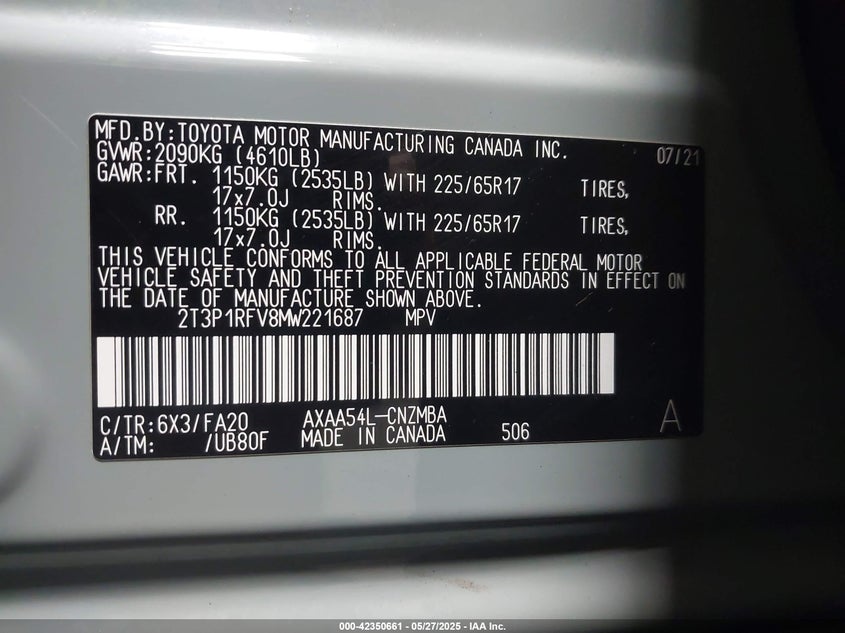 MFD.BY:TOYOTA MOTOR MANUFACTURING CANADA INC. 07/21
GVWR:2090KG (4610LB)
GAWR:FRT. 1150KG (2535LB) WITH 225/65R17 TIRES,
17x7.0J RIMS.
RR. 1150KG (2535LB) WITH 225/65R17 TIRES,
17x7.0J RIMS.
THIS VEHICLE CONFORMS TO ALL APPLICABLE FEDERAL MOTOR
VEHICLE SAFETY AND THEFT PREVENTION STANDARDS IN EFFECT ON
THE DATE OF MANUFACTURE SHOWN ABOVE.
2T3P1RFV8MW221687 MPV
C/TR:6X3/FA20 AXAA54L-CNZMBA
A/TM: /UB80F MADE IN CANADA 506 A
000-42350661 - 05/27/2025 - IAA Inc.